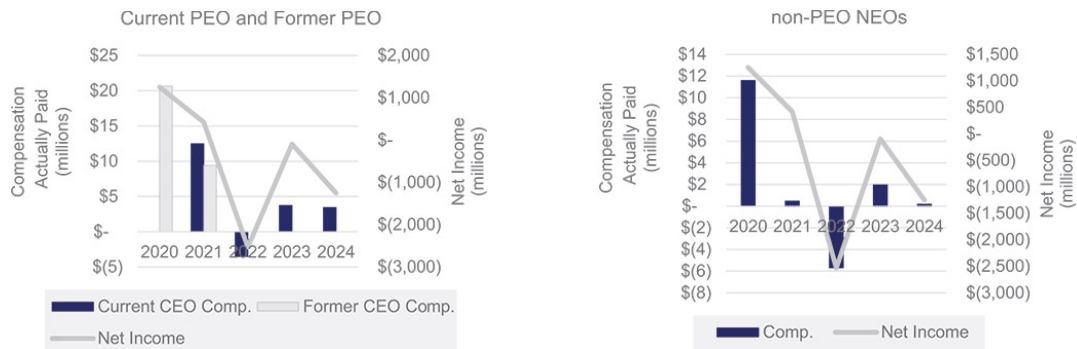 Current PEO and Former PEO
Compensation
Actually Paid
(millions)
$25
$20
$15
$10
$5
$-
$(5)
2020 2021 2022 2023 2024
$2,000
$1,000
$-
$(1,000)
$(2,000)
$(3,000)
Net Income
(millions)
Current CEO Comp. Former CEO Comp.
Net Income
non-PEO NEOs
Compensation
Actually Paid
(millions)
$14
$12
$10
$8
$6
$4
$2
$-
$(2)
$(4)
$(6)
$(8)
2020 2021 2022 2023 2024
$1,500
$1,000
$500
$-
$(500)
$(1,000)
$(1,500)
$(2,000)
$(2,500)
$(3,000)
Net Income
(millions)
Comp. Net Income